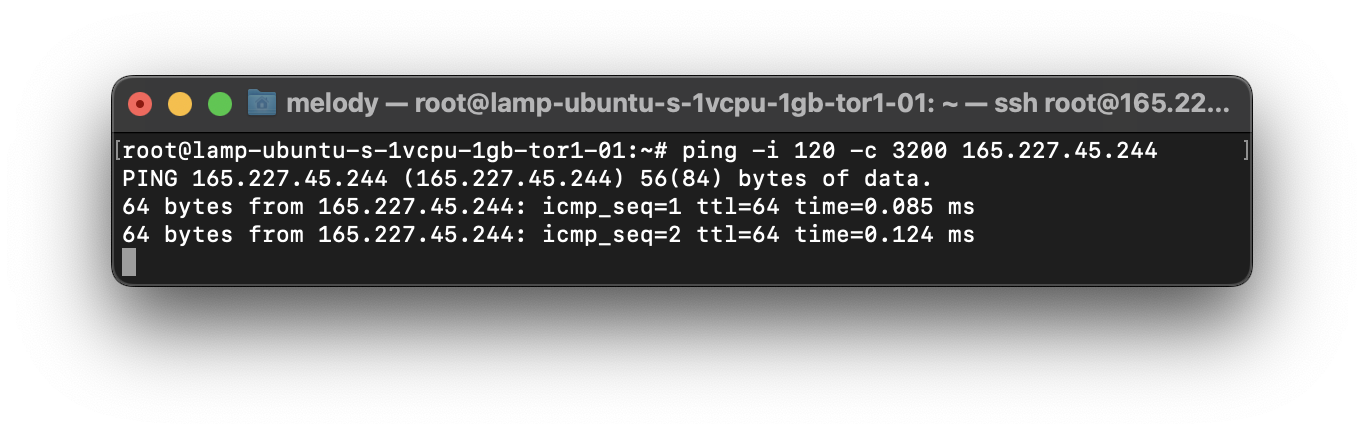 melody — root@lamp-ubuntu-s-1vcpu-1gb-tor1-01: ~ — ssh root@165.22...
[root@lamp-ubuntu-s-1vcpu-1gb-tor1-01:~# ping -i 120 -c 3200 165.227.45.244 ]
PING 165.227.45.244 (165.227.45.244) 56(84) bytes of data.
64 bytes from 165.227.45.244: icmp_seq=1 ttl=64 time=0.085 ms
64 bytes from 165.227.45.244: icmp_seq=2 ttl=64 time=0.124 ms